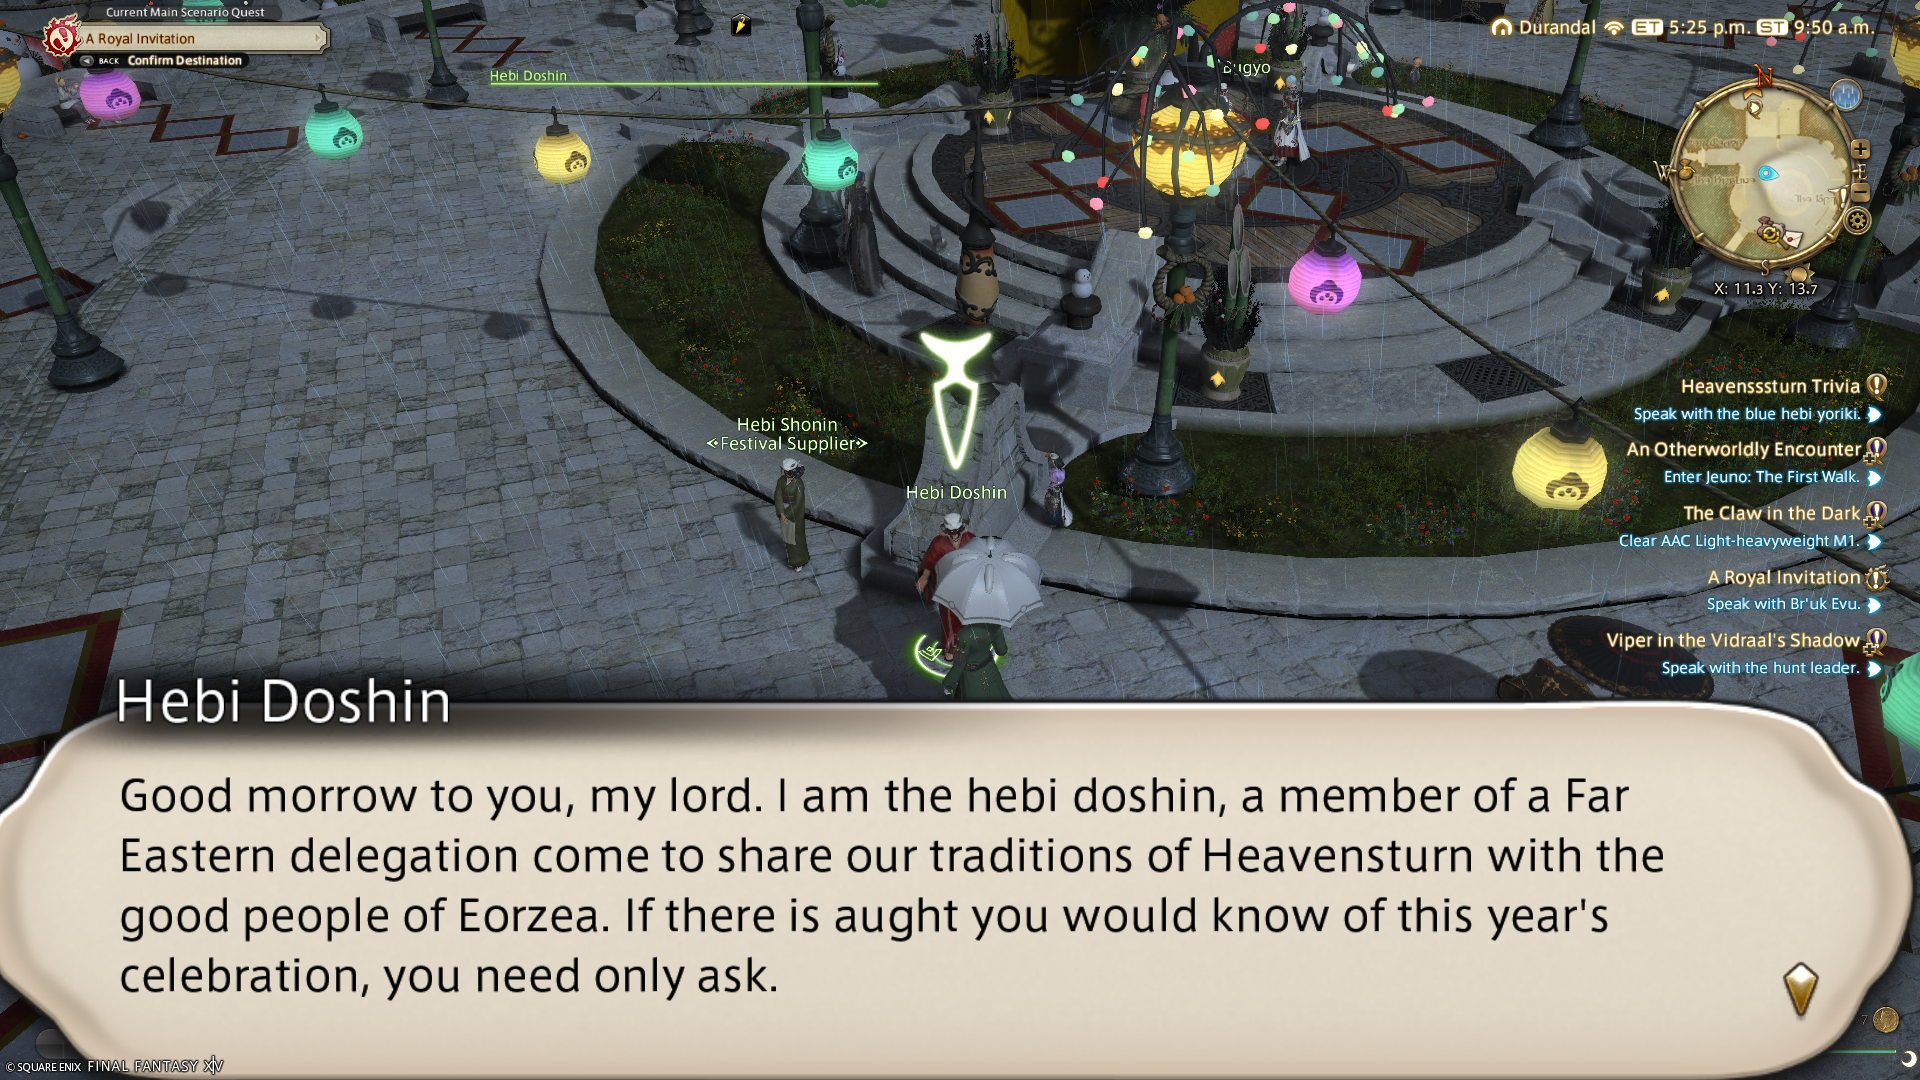 Current Main Scenario Quest
A Royal Invitation
BACK Confirm Destination
Hebi Doshin
Bugyo
Durandal ET 5:25 p.m. ST 9:50 a.m.
N
W
E
S
X: 11.3 Y: 13.7
Heavensssturn Trivia
Speak with the blue hebi yoriki.
An Otherworldly Encounter
Enter Jeuno: The First Walk.
The Claw in the Dark
Clear AAC Light-heavyweight M1.
A Royal Invitation
Speak with Br'uk Evu.
Viper in the Vidraal's Shadow
Speak with the hunt leader.
Hebi Shonin
<Festival Supplier>
Hebi Doshin
Hebi Doshin
Good morrow to you, my lord. I am the hebi doshin, a member of a Far
Eastern delegation come to share our traditions of Heavensturn with the
good people of Eorzea. If there is aught you would know of this year's
celebration, you need only ask.
7
© SQUARE ENIX FINAL FANTASY XIV